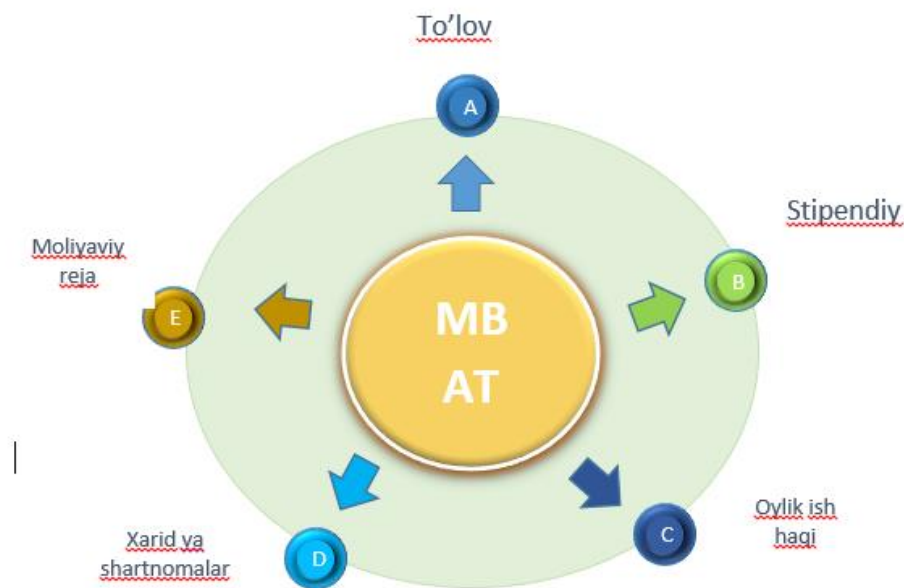 To'lov
A
Stipendiy
B
Moliyaviy
reja
E
MB
AT
Oylik ish
haqi
C
Xarid va
shartnomalar
D